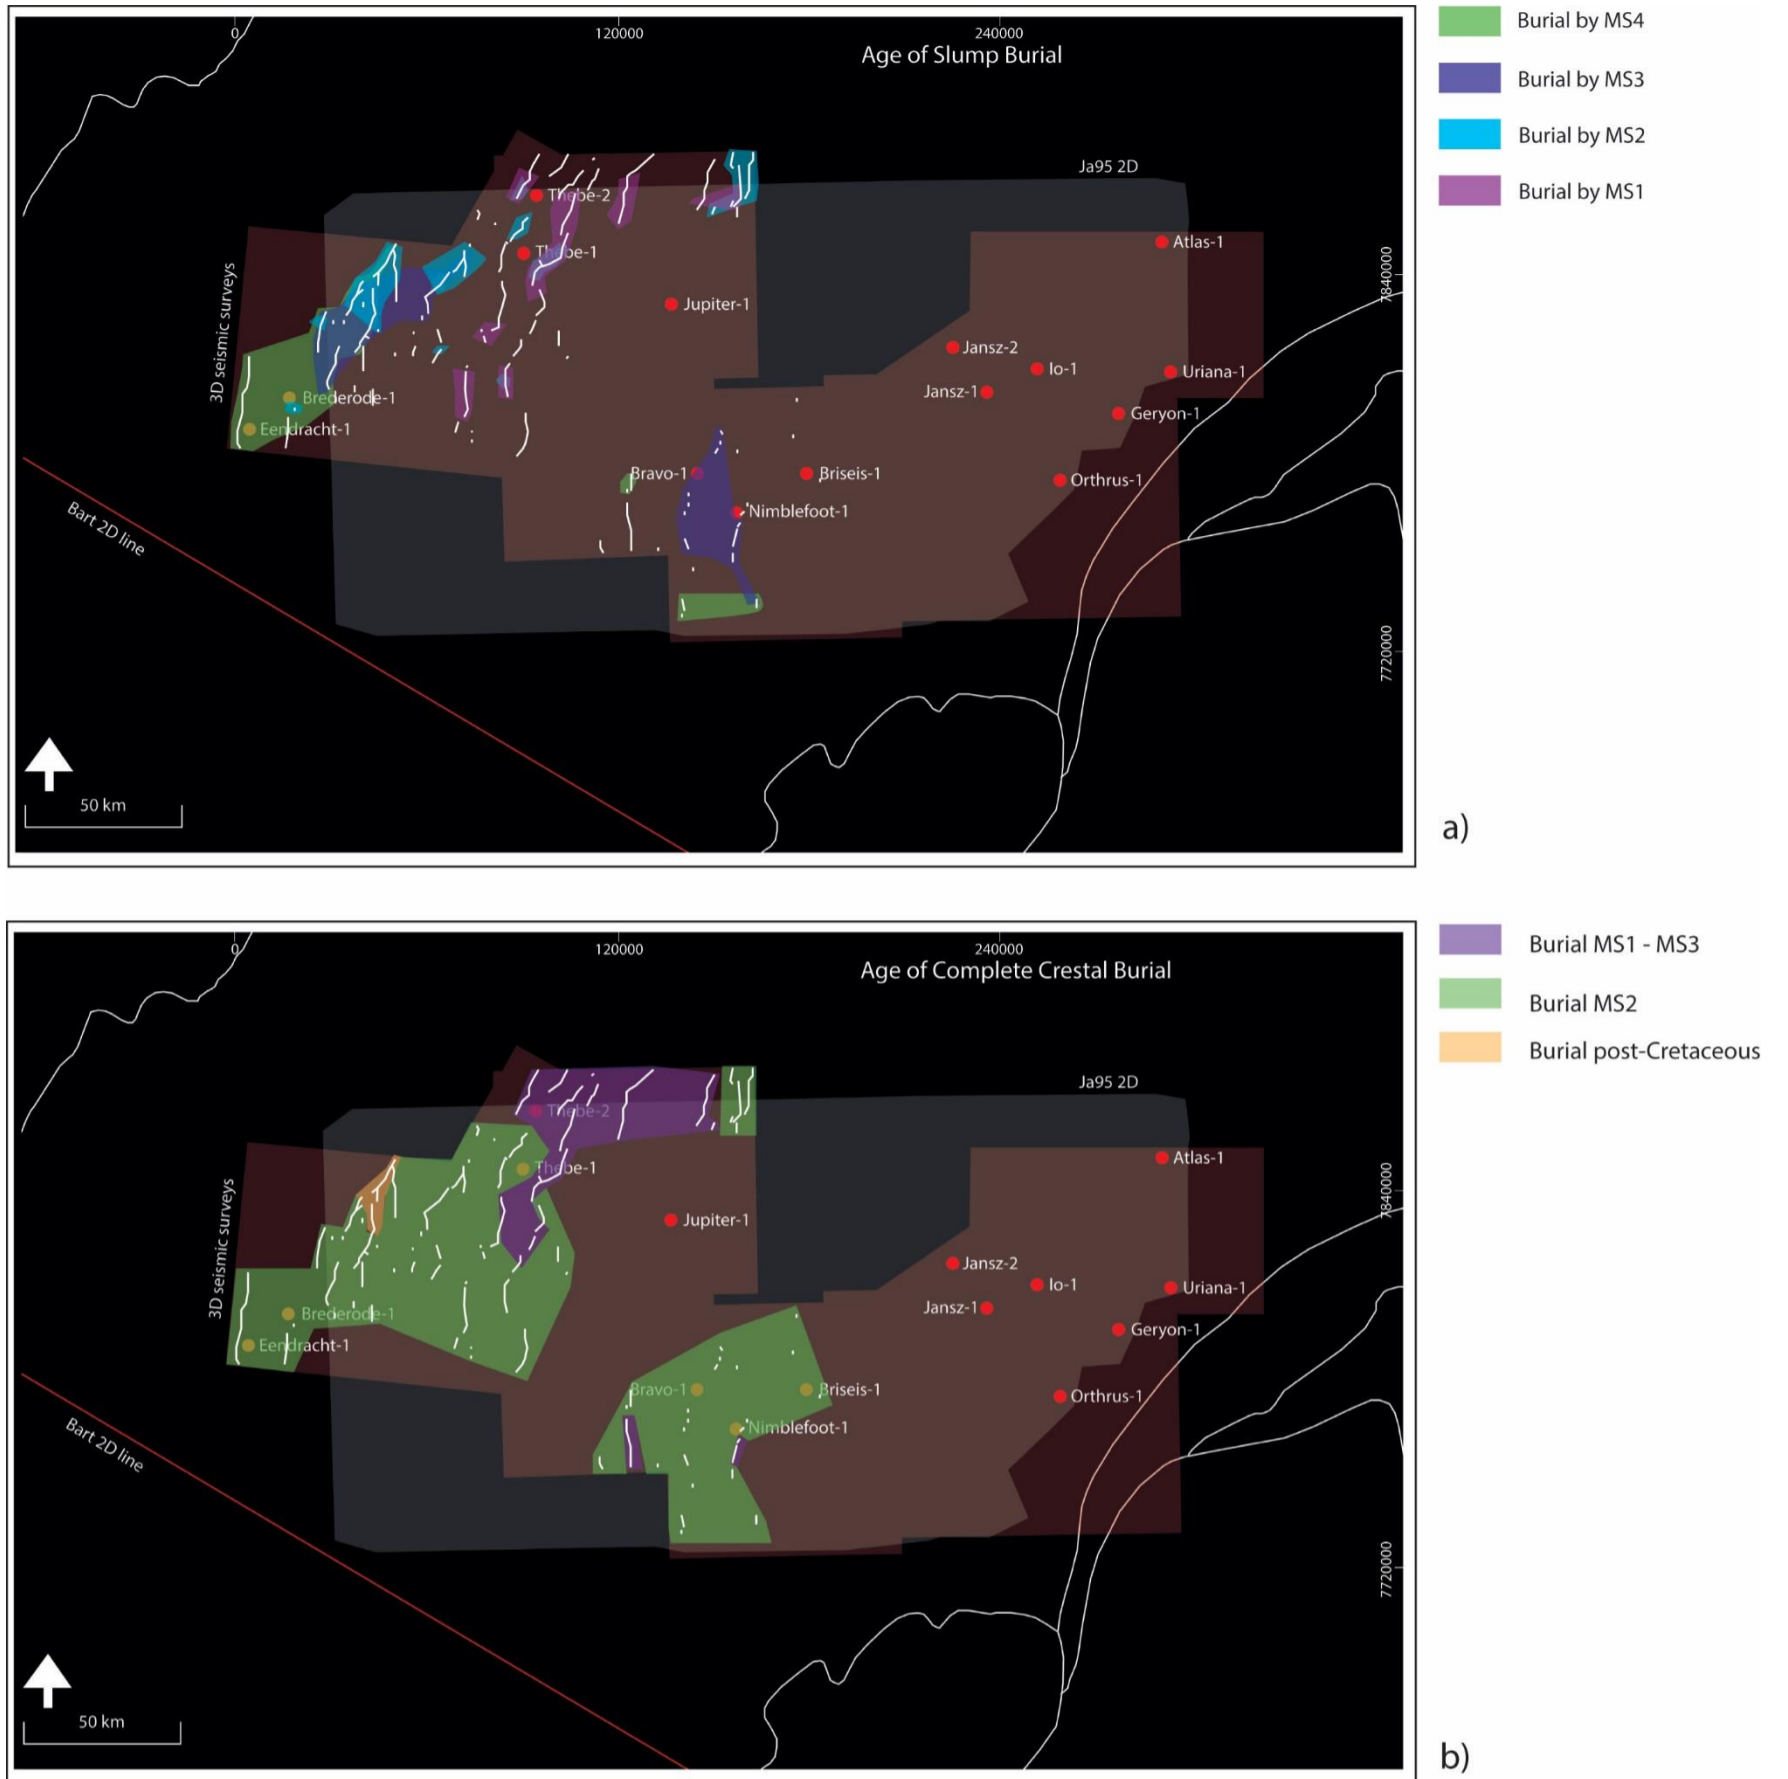 0
120000
240000
Burial by MS4
Age of Slump Burial
Burial by MS3
Burial by MS2
Ja95 2D
Burial by MS1
Thebe-2
Atlas-1
Thebe-1
7840000
Jupiter-1
3D seismic surveys
Jansz-2
Io-1
Uriana-1
Jansz-1
Brederode-1
Geryon-1
Eendracht-1
Bravo-1
Briseis-1
Orthrus-1
Nimblefoot-1
Bart 2D line
7720000
50 km
a)
0
120000
240000
Burial MS1 - MS3
Age of Complete Crestal Burial
Burial MS2
Burial post-Cretaceous
Ja95 2D
Thebe-2
Atlas-1
Thebe-1
7840000
Jupiter-1
3D seismic surveys
Jansz-2
Io-1
Uriana-1
Jansz-1
Brederode-1
Geryon-1
Eendracht-1
Bravo-1
Briseis-1
Orthrus-1
Nimblefoot-1
Bart 2D line
7720000
50 km
b)